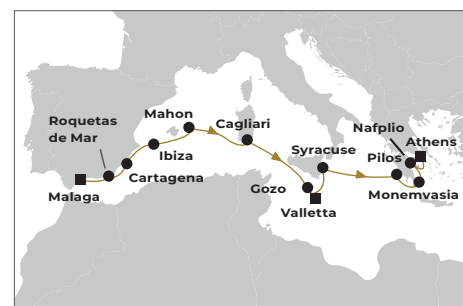 Roquetas
de Mar
Malaga
Cartagena
Ibiza
Mahon
Cagliari
Gozo
Valletta
Syracuse
Pilos
Nafplio
Athens
Monemvasia